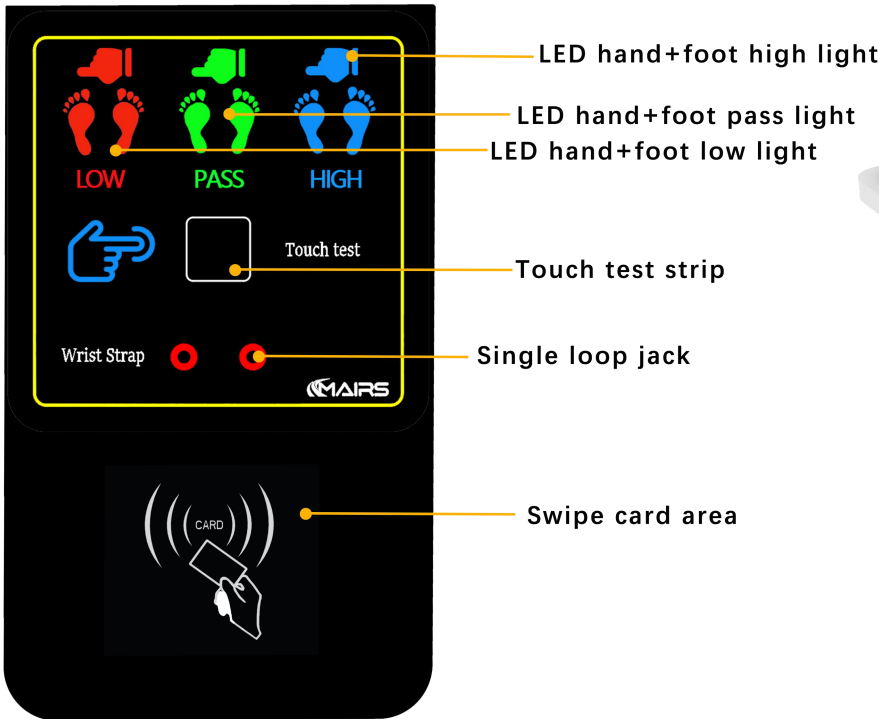 LED hand+foot high light
LED hand+foot pass light
LED hand+foot low light
LOW PASS HIGH
Touch test
Touch test strip
Wrist Strap
Single loop jack
MAIRS
CARD
Swipe card area